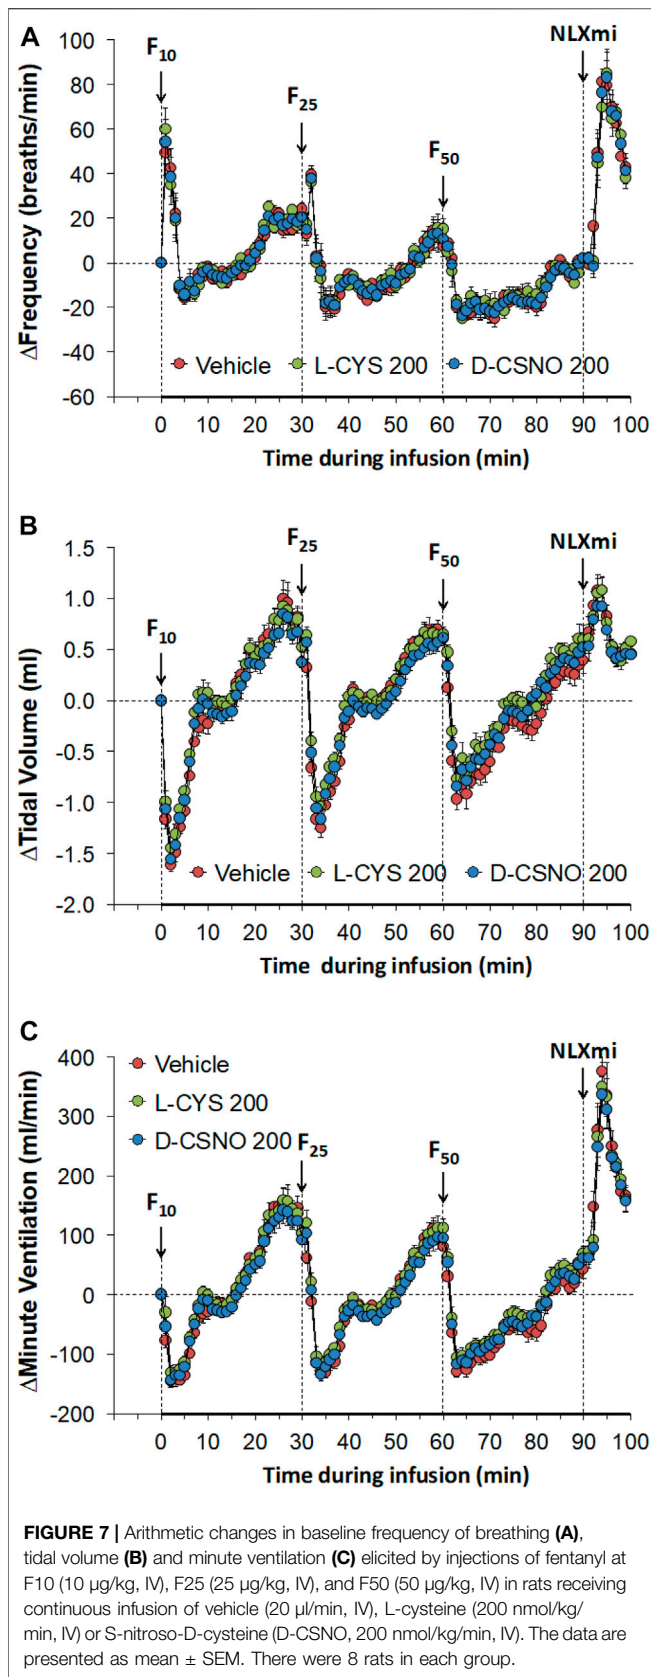 A
F10
F25
F50
NLXmi
100
80
60
40
20
0
-20
-40
-60
ΔFrequency (breaths/min)
Vehicle L-CYS 200 D-CSNO 200
0 10 20 30 40 50 60 70 80 90 100
Time during infusion (min)
B
F10
F25
F50
NLXmi
1.5
1.0
0.5
0.0
-0.5
-1.0
-1.5
-2.0
ΔTidal Volume (ml)
Vehicle L-CYS 200 D-CSNO 200
0 10 20 30 40 50 60 70 80 90 100
Time during infusion (min)
C
Vehicle
L-CYS 200
D-CSNO 200
F10
F25
F50
NLXmi
400
300
200
100
0
-100
-200
ΔMinute Ventilation (ml/min)
0 10 20 30 40 50 60 70 80 90 100
Time during infusion (min)
FIGURE 7 | Arithmetic changes in baseline frequency of breathing (A),
tidal volume (B) and minute ventilation (C) elicited by injections of fentanyl at
F10 (10 µg/kg, IV), F25 (25 µg/kg, IV), and F50 (50 µg/kg, IV) in rats receiving
continuous infusion of vehicle (20 µl/min, IV), L-cysteine (200 nmol/kg/
min, IV) or S-nitroso-D-cysteine (D-CSNO, 200 nmol/kg/min, IV). The data are
presented as mean ± SEM. There were 8 rats in each group.